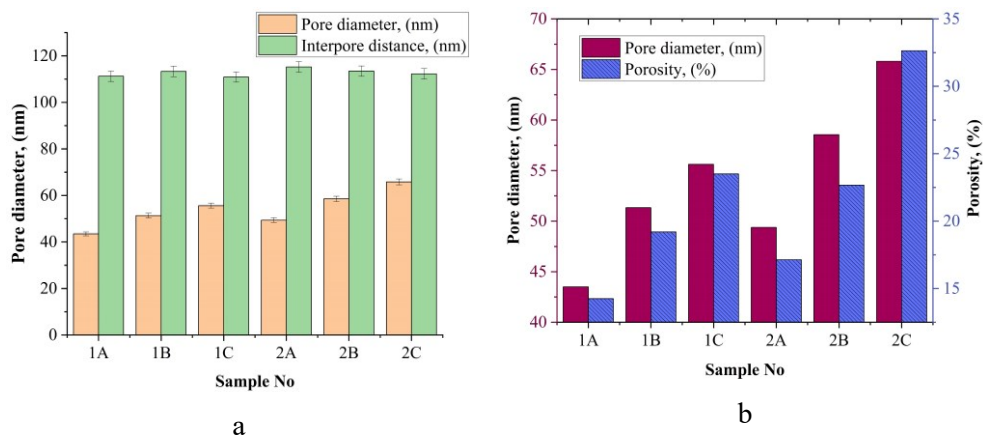 Pore diameter, (nm)
Interpore distance, (nm)
120
100
80
60
40
20
0
Pore diameter, (nm)
1A 1B 1C 2A 2B 2C
Sample No
a
Pore diameter, (nm)
Porosity, (%)
70
65
60
55
50
45
40
Pore diameter, (nm)
35
30
25
20
15
Porosity, (%)
1A 1B 1C 2A 2B 2C
Sample No
b